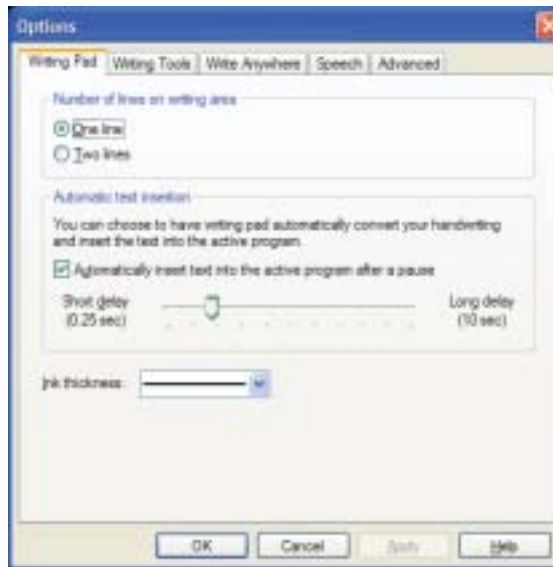 Options
Writing Pad Writing Tools Write Anywhere Speech Advanced
Number of lines on writing area
One line
Two lines
Automatic text insertion
You can choose to have writing pad automatically convert your handwriting
and insert the text into the active program.
Automatically insert text into the active program after a pause
Short delay Long delay
(0.25 sec) (10 sec)
Ink thickness:
OK Cancel Apply Help